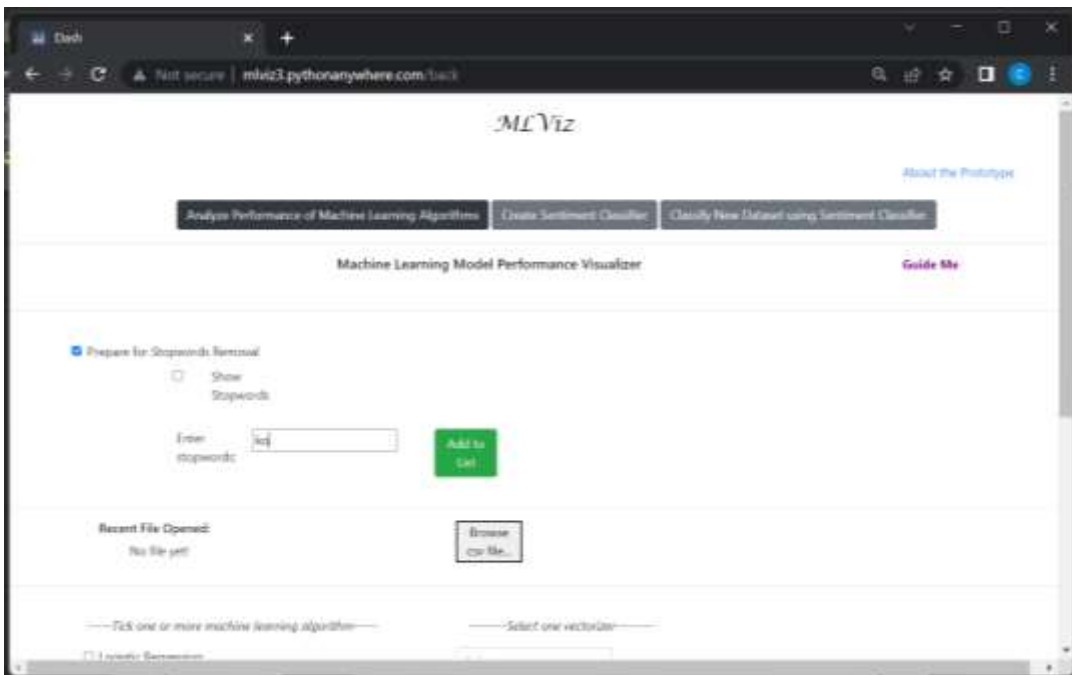 Dash
Not secure | mlviz3.pythonanywhere.com/back
MLViz
About the Prototype
Analyze Performance of Machine Learning Algorithms Create Sentiment Classifier Classify New Dataset using Sentiment Classifier
Machine Learning Model Performance Visualizer Guide Me
Prepare for Stopwords Removal
Show
Stopwords
Enter
stopwords:
Add to
List
Recent File Opened:
No file yet!
Browse
csv file...
------Tick one or more machine learning algorithm------ ------Select one vectorizer------
Logistic Regression